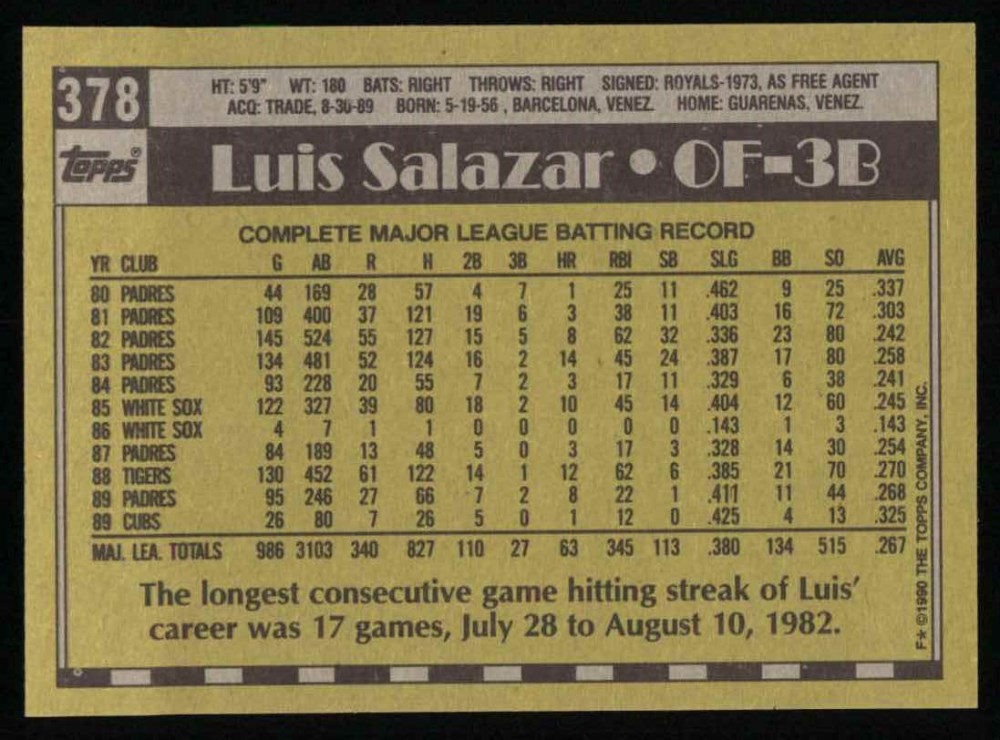 378
HT: 5'9" WT: 180 BATS: RIGHT THROWS: RIGHT SIGNED: ROYALS-1973, AS FREE AGENT
ACQ: TRADE, 8-30-89 BORN: 5-19-56, BARCELONA, VENEZ. HOME: GUARENAS, VENEZ.
Topps®
Luis Salazar • OF-3B
COMPLETE MAJOR LEAGUE BATTING RECORD
YR CLUB G AB R H 2B 3B HR RBI SB SLG BB SO AVG
80 PADRES 44 169 28 57 4 7 1 25 11 .462 9 25 .337
81 PADRES 109 400 37 121 19 6 3 38 11 .403 16 72 .303
82 PADRES 145 524 55 127 15 5 8 62 32 .336 23 80 .242
83 PADRES 134 481 52 124 16 2 14 45 24 .387 17 80 .258
84 PADRES 93 228 20 55 7 2 3 17 11 .329 6 38 .241
85 WHITE SOX 122 327 39 80 18 2 10 45 14 .404 12 60 .245
86 WHITE SOX 4 7 1 1 0 0 0 0 0 .143 1 3 .143
87 PADRES 84 189 13 48 5 0 3 17 3 .328 14 30 .254
88 TIGERS 130 452 61 122 14 1 12 62 6 .385 21 70 .270
89 PADRES 95 246 27 66 7 2 8 22 1 .411 11 44 .268
89 CUBS 26 80 7 26 5 0 1 12 0 .425 4 13 .325
MAJ. LEA. TOTALS 986 3103 340 827 110 27 63 345 113 .380 134 515 .267
The longest consecutive game hitting streak of Luis'
career was 17 games, July 28 to August 10, 1982.
F* ©1990 THE TOPPS COMPANY, INC.